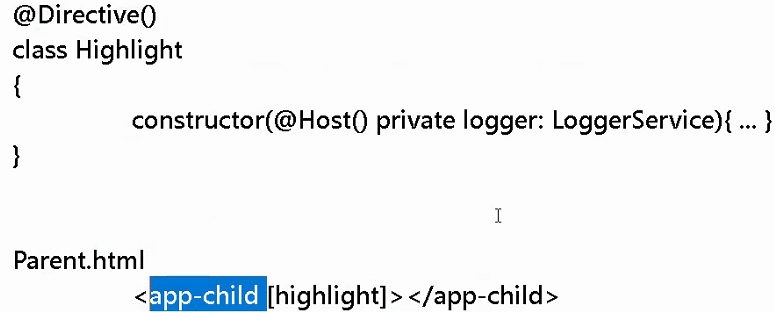 @Directive()
class Highlight
{
constructor(@Host() private logger: LoggerService){ ... }
}
Parent.html
<app-child [highlight]></app-child>